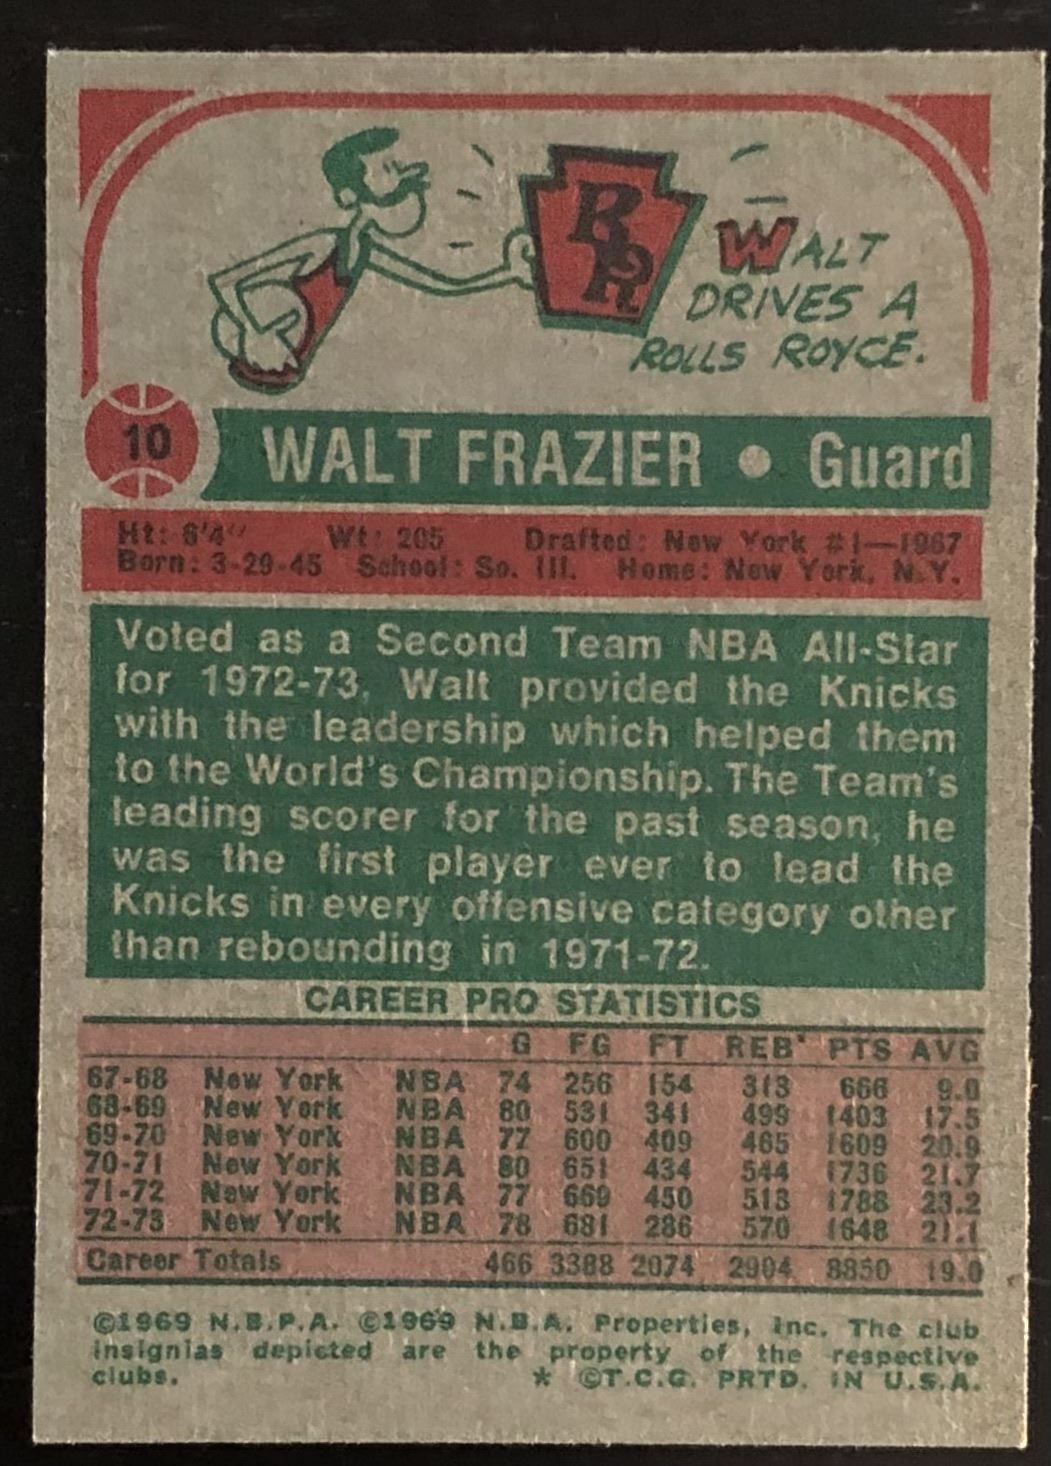 BRR
WALT
DRIVES A
ROLLS ROYCE.
10 WALT FRAZIER • Guard
Ht: 6'4" Wt: 205 Drafted: New York #1—1967
Born: 3-29-45 School: So. Ill. Home: New York, N.Y.
Voted as a Second Team NBA All-Star
for 1972-73, Walt provided the Knicks
with the leadership which helped them
to the World's Championship. The Team's
leading scorer for the past season, he
was the first player ever to lead the
Knicks in every offensive category other
than rebounding in 1971-72.
CAREER PRO STATISTICS
G FG FT REB. PTS AVG
67-68 New York NBA 74 256 154 313 666 9.0
68-69 New York NBA 80 531 341 499 1403 17.5
69-70 New York NBA 77 600 409 465 1609 20.9
70-71 New York NBA 80 651 434 544 1736 21.7
71-72 New York NBA 77 669 450 513 1788 23.2
72-73 New York NBA 78 681 286 570 1648 21.1
Career Totals 466 3388 2074 2904 8850 19.0
©1969 N.B.P.A. ©1969 N.B.A. Properties, Inc. The club
insignias depicted are the property of the respective
clubs. * ©T.C.G. PRTD. IN U.S.A.